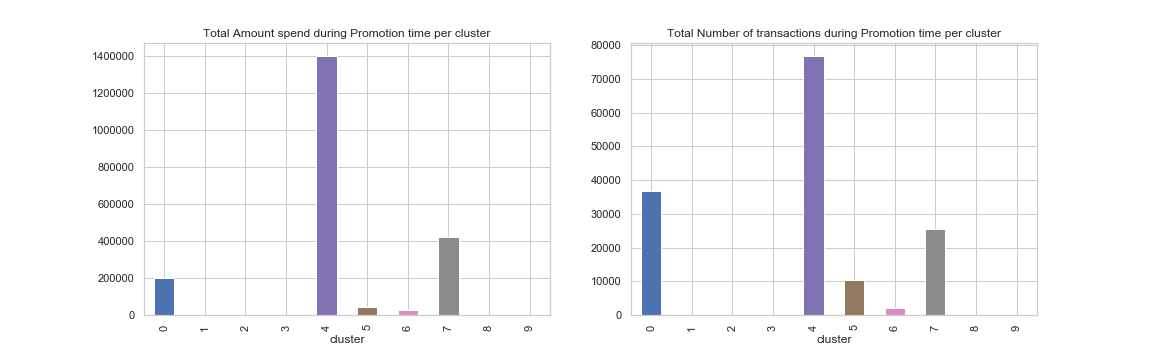 Total Amount spend during Promotion time per cluster
1400000
1200000
1000000
800000
600000
400000
200000
0
0 1 2 3 4 5 6 7 8 9
cluster
Total Number of transactions during Promotion time per cluster
80000
70000
60000
50000
40000
30000
20000
10000
0
0 1 2 3 4 5 6 7 8 9
cluster